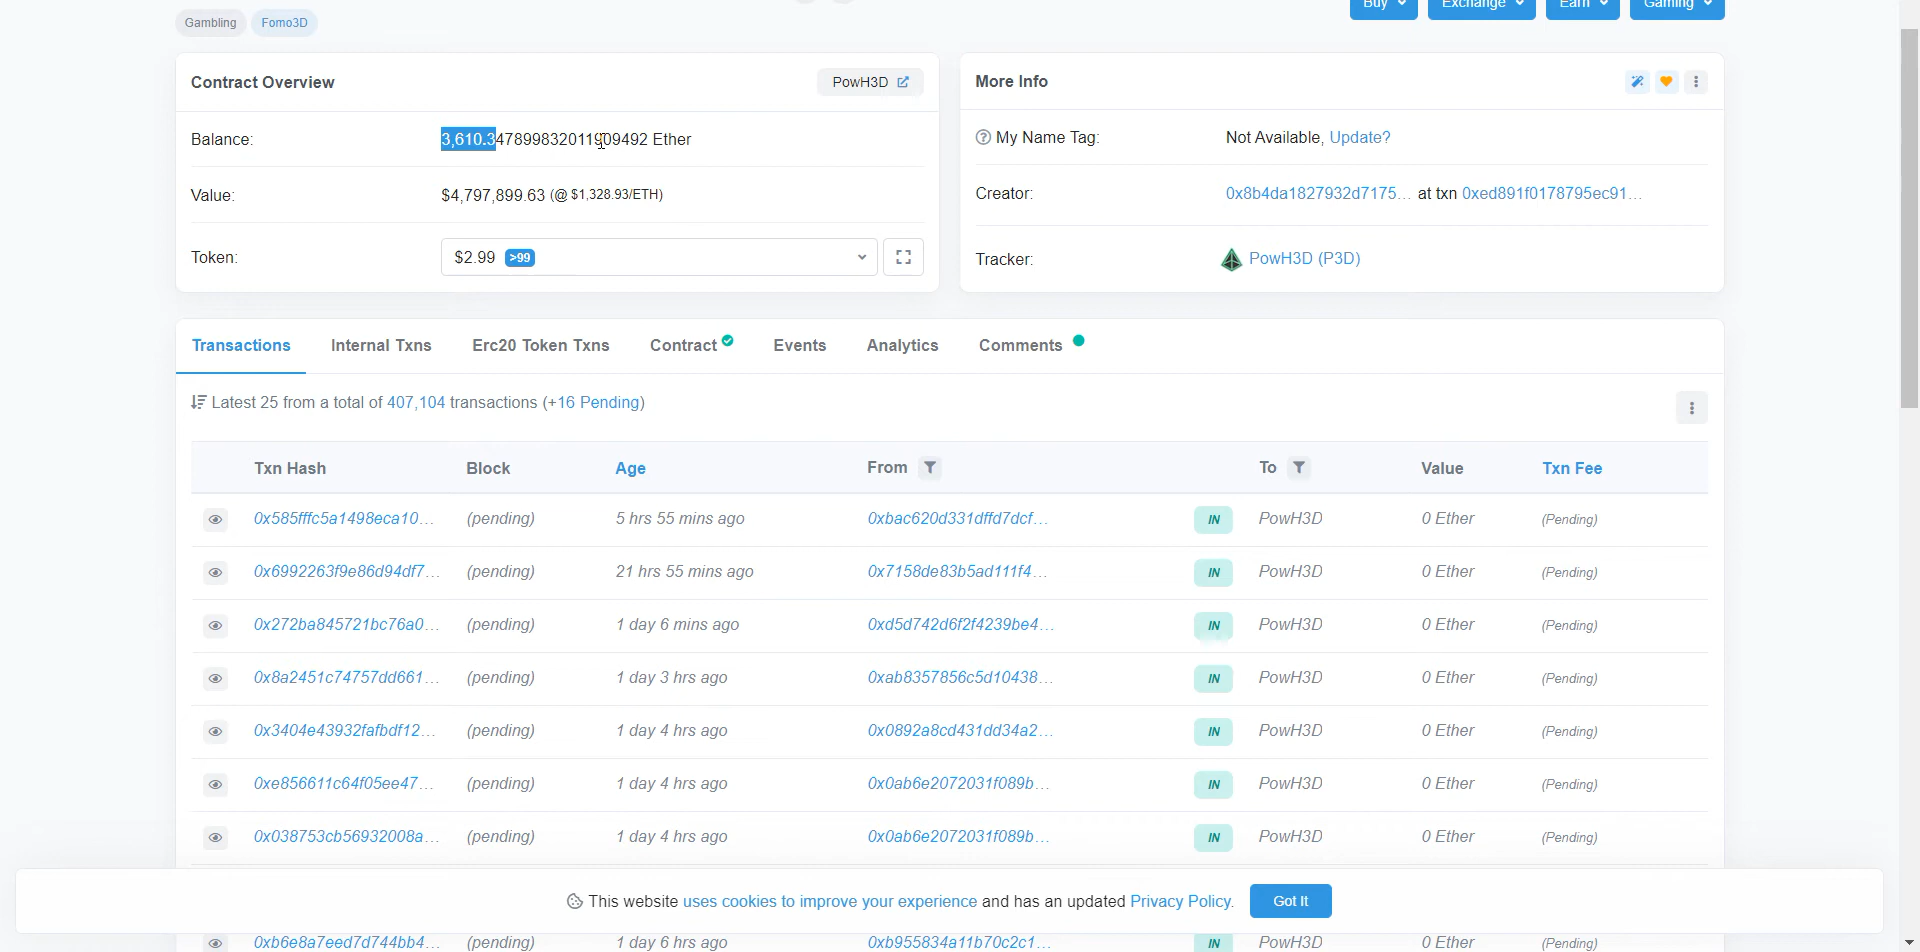 Gambling Fomo3D Buy Exchange Earn Gaming
Contract Overview PowH3D
Balance: 3,610.347899832011909492 Ether
Value: $4,797,899.63 (@ $1,328.93/ETH)
Token: $2.99 >99
More Info
My Name Tag: Not Available, Update?
Creator: 0x8b4da1827932d7175... at txn 0xed891f0178795ec91...
Tracker: PowH3D (P3D)
Transactions Internal Txns Erc20 Token Txns Contract Events Analytics Comments
Latest 25 from a total of 407,104 transactions (+16 Pending)
Txn Hash Block Age From To Value Txn Fee
0x585fffc5a1498eca10... (pending) 5 hrs 55 mins ago 0xbac620d331dffd7dcf... IN PowH3D 0 Ether (Pending)
0x6992263f9e86d94df7... (pending) 21 hrs 55 mins ago 0x7158de83b5ad111f4... IN PowH3D 0 Ether (Pending)
0x272ba845721bc76a0... (pending) 1 day 6 mins ago 0xd5d742d6f2f4239be4... IN PowH3D 0 Ether (Pending)
0x8a2451c74757dd661... (pending) 1 day 3 hrs ago 0xab8357856c5d10438... IN PowH3D 0 Ether (Pending)
0x3404e43932fafbdf12... (pending) 1 day 4 hrs ago 0x0892a8cd431dd34a2... IN PowH3D 0 Ether (Pending)
0xe856611c64f05ee47... (pending) 1 day 4 hrs ago 0x0ab6e2072031f089b... IN PowH3D 0 Ether (Pending)
0x038753cb56932008a... (pending) 1 day 4 hrs ago 0x0ab6e2072031f089b... IN PowH3D 0 Ether (Pending)
This website uses cookies to improve your experience and has an updated Privacy Policy. Got It
0xb6e8a7eed7d744bb4... (pending) 1 day 6 hrs ago 0xb955834a11b70c2c1... IN PowH3D 0 Ether (Pending)